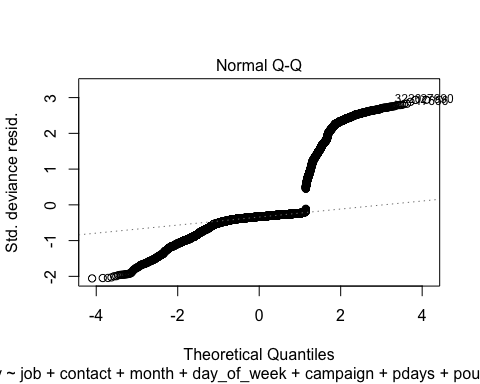 Normal Q-Q
Std. deviance resid.
3
2
1
0
-1
-2
-4
-2
0
2
4
Theoretical Quantiles
~ job + contact + month + day_of_week + campaign + pdays + pou